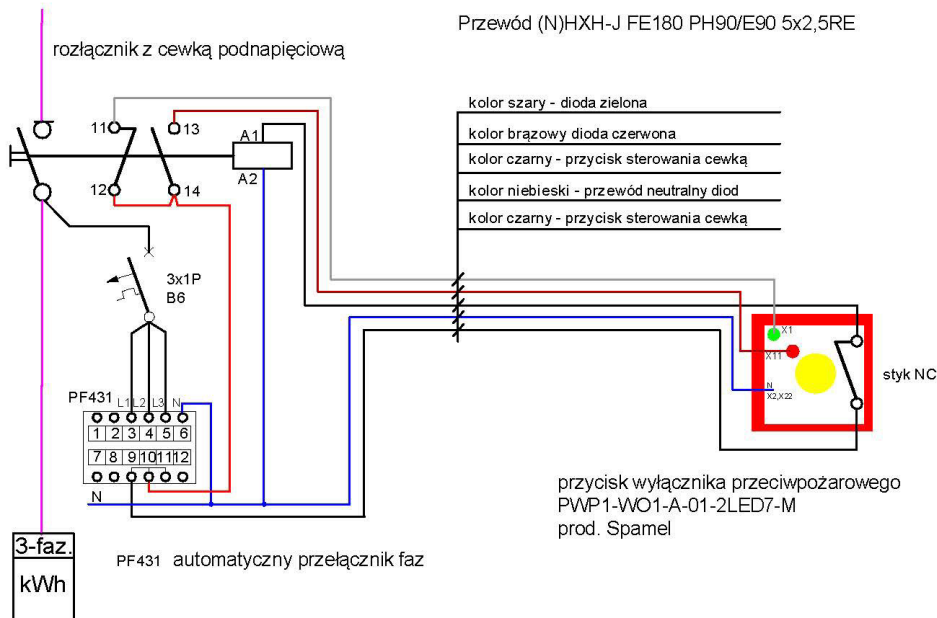 Przewód (N)HXH-J FE180 PH90/E90 5x2,5RE
rozłącznik z cewką podnapięciową
kolor szary - dioda zielona
kolor brązowy dioda czerwona
kolor czarny - przycisk sterowania cewką
kolor niebieski - przewód neutralny diod
kolor czarny - przycisk sterowania cewką
11
13
A1
A2
12
14
3x1P
B6
X1
X11
N
X2,X22
styk NC
PF431
L1 L2 L3 N
1 2 3 4 5 6
7 8 9 10 11 12
N
przycisk wyłącznika przeciwpożarowego
PWP1-WO1-A-01-2LED7-M
prod. Spamel
3-faz.
kWh
PF431 automatyczny przełącznik faz